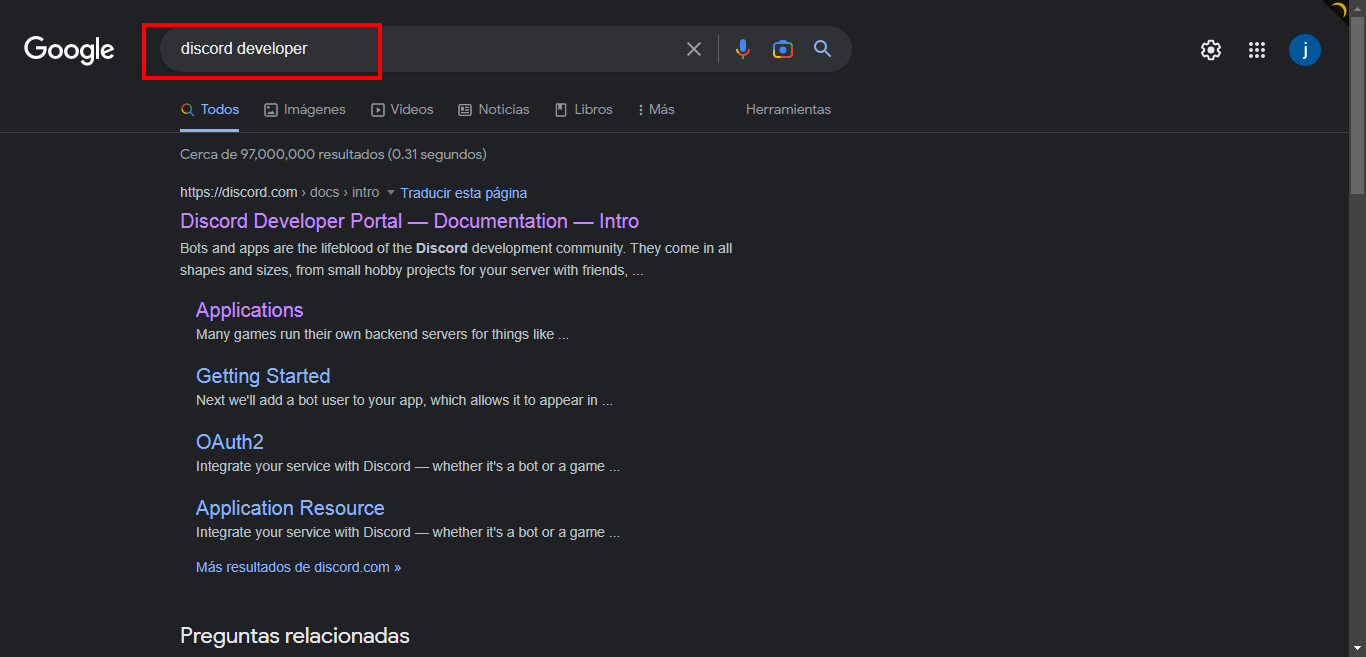 Google
discord developer
j
Todos Imágenes Videos Noticias Libros Más Herramientas
Cerca de 97,000,000 resultados (0.31 segundos)
https://discord.com › docs › intro Traducir esta página
Discord Developer Portal — Documentation — Intro
Bots and apps are the lifeblood of the Discord development community. They come in all
shapes and sizes, from small hobby projects for your server with friends, ...
Applications
Many games run their own backend servers for things like ...
Getting Started
Next we'll add a bot user to your app, which allows it to appear in ...
OAuth2
Integrate your service with Discord — whether it's a bot or a game ...
Application Resource
Integrate your service with Discord — whether it's a bot or a game ...
Más resultados de discord.com »
Preguntas relacionadas